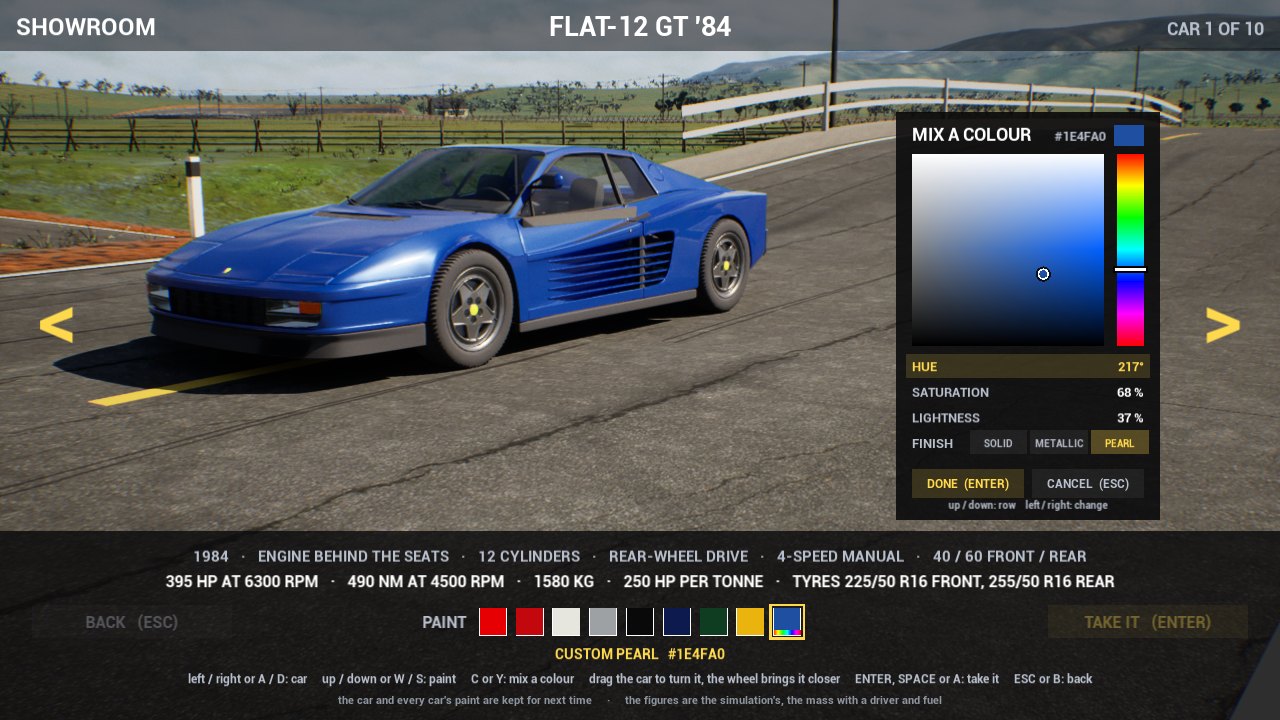 SHOWROOM
FLAT-12 GT '84
CAR 1 OF 10
MIX A COLOUR #1E4FA0
<
>
HUE 217°
SATURATION 68 %
LIGHTNESS 37 %
FINISH SOLID METALLIC PEARL
DONE (ENTER) CANCEL (ESC)
up / down: row left / right: change
1984 · ENGINE BEHIND THE SEATS · 12 CYLINDERS · REAR-WHEEL DRIVE · 4-SPEED MANUAL · 40 / 60 FRONT / REAR
395 HP AT 6300 RPM · 490 NM AT 4500 RPM · 1580 KG · 250 HP PER TONNE · TYRES 225/50 R16 FRONT, 255/50 R16 REAR
BACK (ESC)
PAINT
TAKE IT (ENTER)
CUSTOM PEARL #1E4FA0
left / right or A / D: car up / down or W / S: paint C or Y: mix a colour drag the car to turn it, the wheel brings it closer ENTER, SPACE or A: take it ESC or B: back
the car and every car's paint are kept for next time · the figures are the simulation's, the mass with a driver and fuel